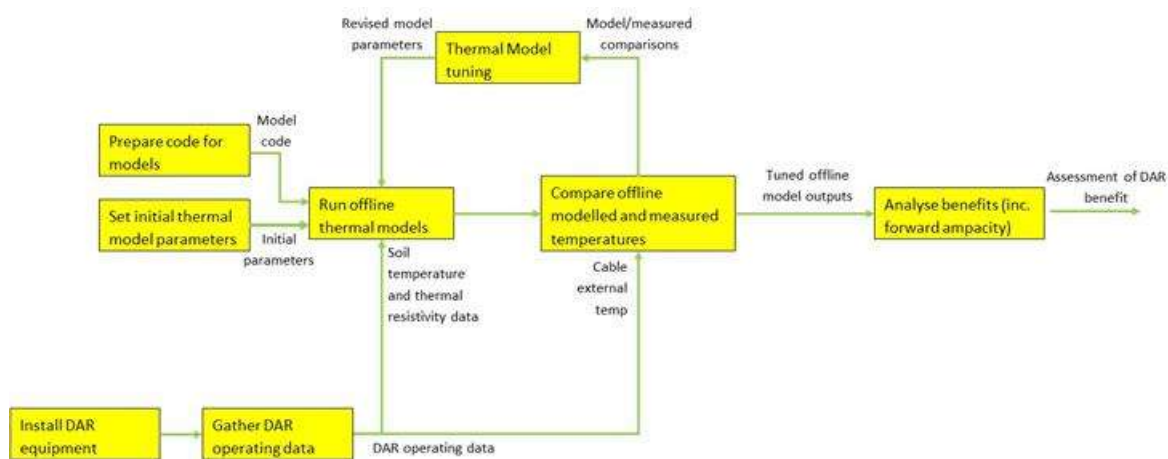 Revised model
parameters
Thermal Model
tuning
Model/measured
comparisons
Prepare code for
models
Model
code
Set initial thermal
model parameters
Initial
parameters
Run offline
thermal models
Compare offline
modelled and measured
temperatures
Tuned offline
model outputs
Analyse benefits (inc.
forward ampacity)
Assessment of DAR
benefit
Soil
temperature
and thermal
resistivity data
Cable
external
temp
Install DAR
equipment
Gather DAR
operating data
DAR operating data